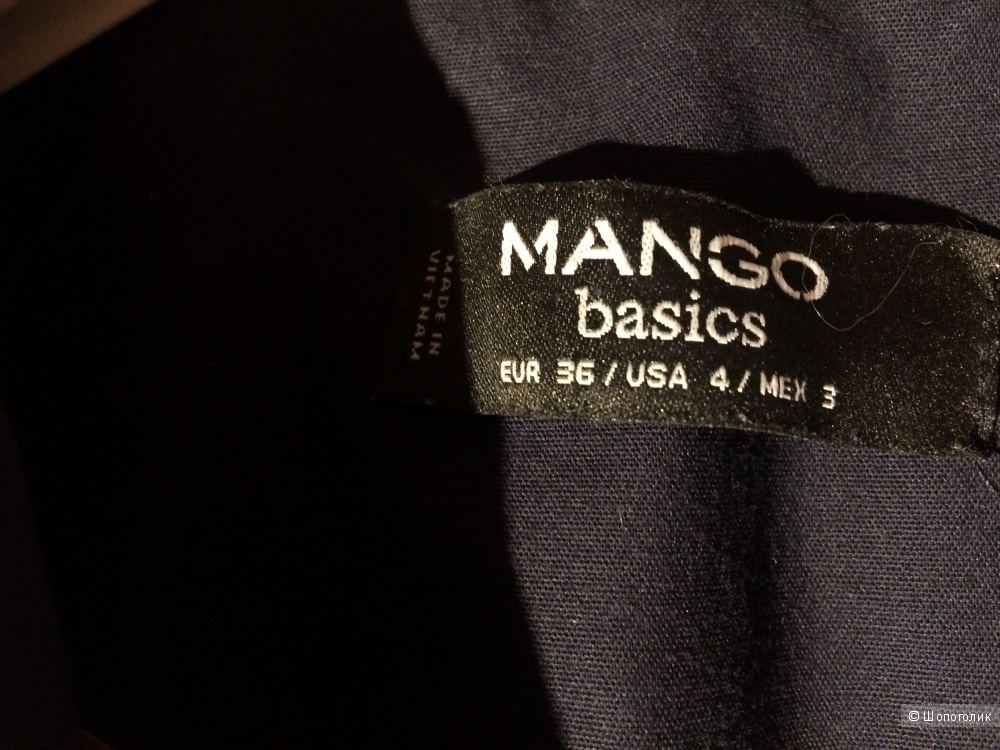 MANGO
basics
EUR 36 / USA 4 / MEX 3
MADE IN
VIETNAM
© Шопоголик